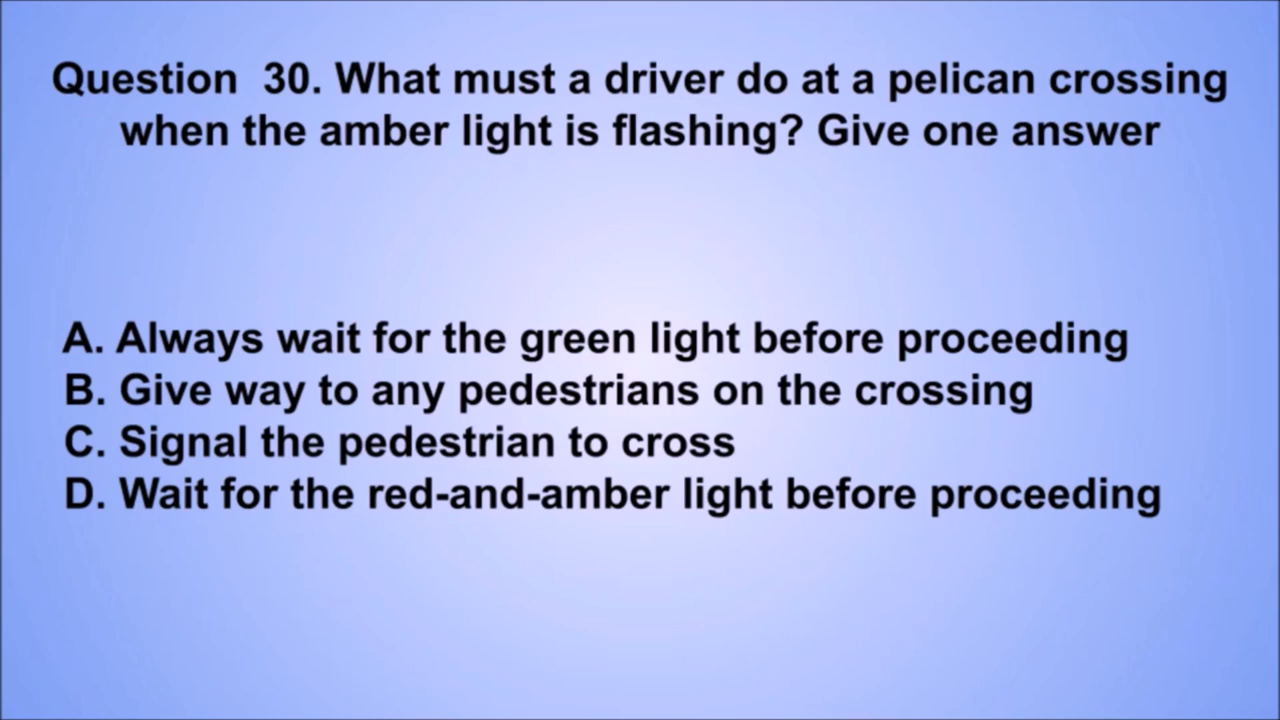 Question  30. What must a driver do at a pelican crossing
when the amber light is flashing? Give one answer
A. Always wait for the green light before proceeding
B. Give way to any pedestrians on the crossing
C. Signal the pedestrian to cross
D. Wait for the red-and-amber light before proceeding